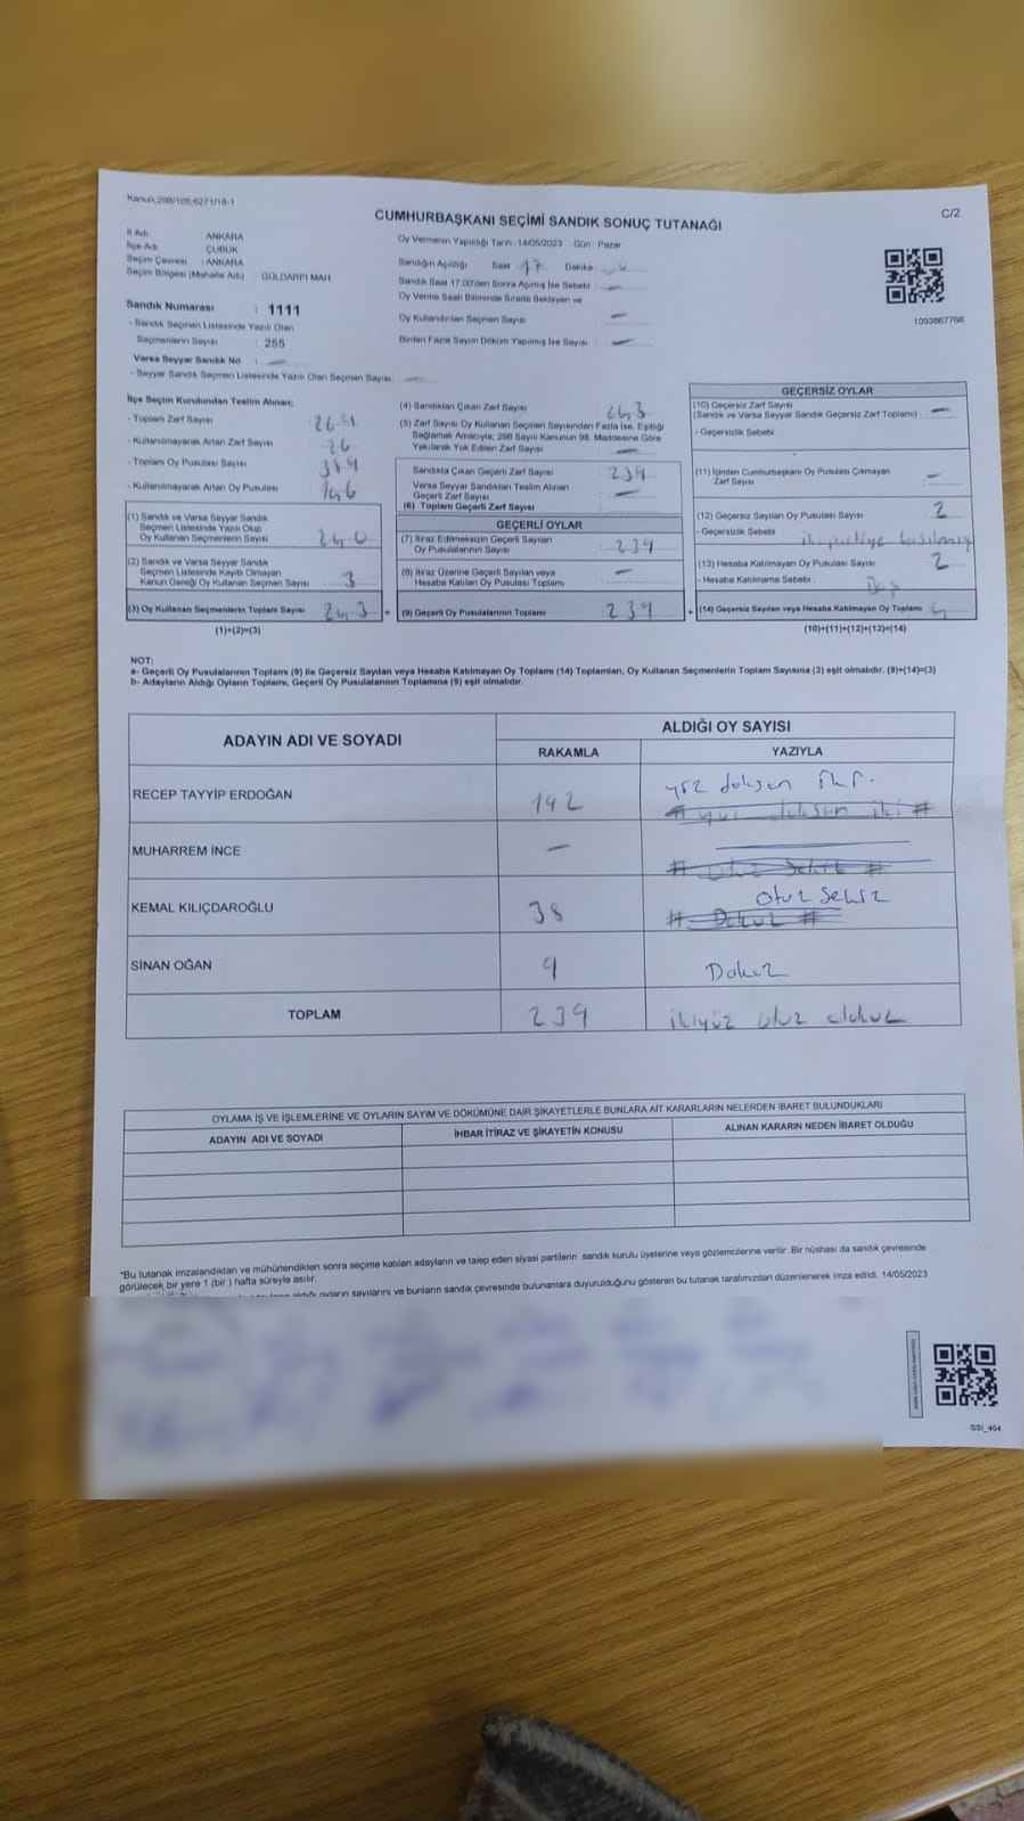 Kanun,298/105,6271/18-1
C/2
CUMHURBAŞKANI SEÇİMİ SANDIK SONUÇ TUTANAĞI
İl Adı : ANKARA
İlçe Adı : ÇUBUK
Seçim Çevresi : ANKARA
Seçim Bölgesi (Mahalle Adı) : GÜLDARPI MAH.
Oy Vermenin Yapıldığı Tarih :14/05/2023 Gün : Pazar
Sandığın Açıldığı Saat 17 Dakika
Sandık Saat 17.00'den Sonra Açılmış İse Sebebi : —
Oy Verme Saati Bitiminde Sırada Bekleyen ve
Oy Kullandırılan Seçmen Sayısı : —
Birden Fazla Sayım Döküm Yapılmış İse Sayısı : —
1093867768
Sandık Numarası : 1111
- Sandık Seçmen Listesinde Yazılı Olan
Seçmenlerin Sayısı : 255
Varsa Seyyar Sandık No : —
- Seyyar Sandık Seçmen Listesinde Yazılı Olan Seçmen Sayısı: —
İlçe Seçim Kurulundan Teslim Alınan;
- Toplam Zarf Sayısı
- Kullanılmayarak Artan Zarf Sayısı 26
- Toplam Oy Pusulası Sayısı
- Kullanılmayarak Artan Oy Pusulası
(1) Sandık ve Varsa Seyyar Sandık
Seçmen Listesinde Yazılı Olup
Oy Kullanan Seçmenlerin Sayısı 240
(2) Sandık ve Varsa Seyyar Sandık
Seçmen Listesinde Kayıtlı Olmayan
Kanun Gereği Oy Kullanan Seçmen Sayısı 3
(3) Oy Kullanan Seçmenlerin Toplam Sayısı 243
(1)+(2)=(3)
(4) Sandıktan Çıkan Zarf Sayısı 243
(5) Zarf Sayısı Oy Kullanan Seçmen Sayısından Fazla İse, Eşitliği
Sağlamak Amacıyla; 298 Sayılı Kanunun 98. Maddesine Göre
Yakılarak Yok Edilen Zarf Sayısı —
Sandıkta Çıkan Geçerli Zarf Sayısı 239
Varsa Seyyar Sandıktan Teslim Alınan
Geçerli Zarf Sayısı —
(6) Toplam Geçerli Zarf Sayısı
GEÇERLİ OYLAR
(7) İtiraz Edilmeksizin Geçerli Sayılan
Oy Pusulalarının Sayısı 239
(8) İtiraz Üzerine Geçerli Sayılan veya
Hesaba Katılan Oy Pusulası Toplamı —
(9) Geçerli Oy Pusulalarının Toplamı 239
GEÇERSİZ OYLAR
(10) Geçersiz Zarf Sayısı
(Sandık ve Varsa Seyyar Sandık Geçersiz Zarf Toplamı) —
- Geçersizlik Sebebi
(11) İçinden Cumhurbaşkanı Oy Pusulası Çıkmayan
Zarf Sayısı —
(12) Geçersiz Sayılan Oy Pusulası Sayısı 2
- Geçersizlik Sebebi iki partiye basılmış
(13) Hesaba Katılmayan Oy Pusulası Sayısı 2
- Hesaba Katılmama Sebebi Boş
(14) Geçersiz Sayılan veya Hesaba Katılmayan Oy Toplamı 4
(10)+(11)+(12)+(13)=(14)
NOT:
a- Geçerli Oy Pusulalarının Toplamı (9) ile Geçersiz Sayılan veya Hesaba Katılmayan Oy Toplamı (14) Toplamları, Oy Kullanan Seçmenlerin Toplam Sayısına (3) eşit olmalıdır. (9)+(14)=(3)
b- Adayların Aldığı Oyların Toplamı, Geçerli Oy Pusulalarının Toplamına (9) eşit olmalıdır.
ADAYIN ADI VE SOYADI
ALDIĞI OY SAYISI
RAKAMLA YAZIYLA
RECEP TAYYİP ERDOĞAN 192 yüz doksan iki.
# yüz doksan iki #
MUHARREM İNCE —
# otuz sekiz #
KEMAL KILIÇDAROĞLU 38 otuz sekiz
# Dokuz #
SİNAN OĞAN 9 Dokuz
TOPLAM 239 ikiyüz otuz dokuz
OYLAMA İŞ VE İŞLEMLERİNE VE OYLARIN SAYIM VE DÖKÜMÜNE DAİR ŞİKAYETLERLE BUNLARA AİT KARARLARIN NELERDEN İBARET BULUNDUKLARI
ADAYIN ADI VE SOYADI
İHBAR İTİRAZ VE ŞİKAYETİN KONUSU
ALINAN KARARIN NEDEN İBARET OLDUĞU
*Bu tutanak imzalandıktan ve mühürlendikten sonra seçime katılan adayların ve talep eden siyasi partilerin sandık kurulu üyelerine veya gözlemcilerine verilir. Bir nüshası da sandık çevresinde
görülecek bir yere 1 (bir ) hafta süreyle asılır.
aldığı oyların sayılarını ve bunların sandık çevresinde bulunanlara duyurulduğunu gösteren bu tutanak tarafımızdan düzenlenerek imza edildi. 14/05/2023
SSİ_404